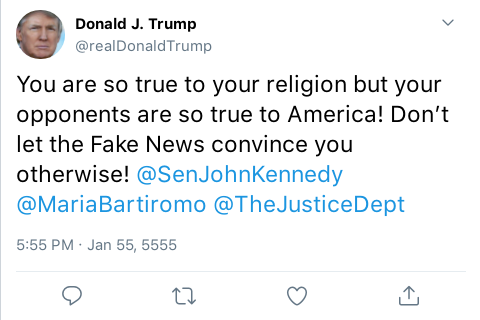 Donald J. Trump
@realDonaldTrump
You are so true to your religion but your
opponents are so true to America! Don’t
let the Fake News convince you
otherwise! @SenJohnKennedy
@MariaBartiromo @TheJusticeDept
5:55 PM · Jan 55, 5555